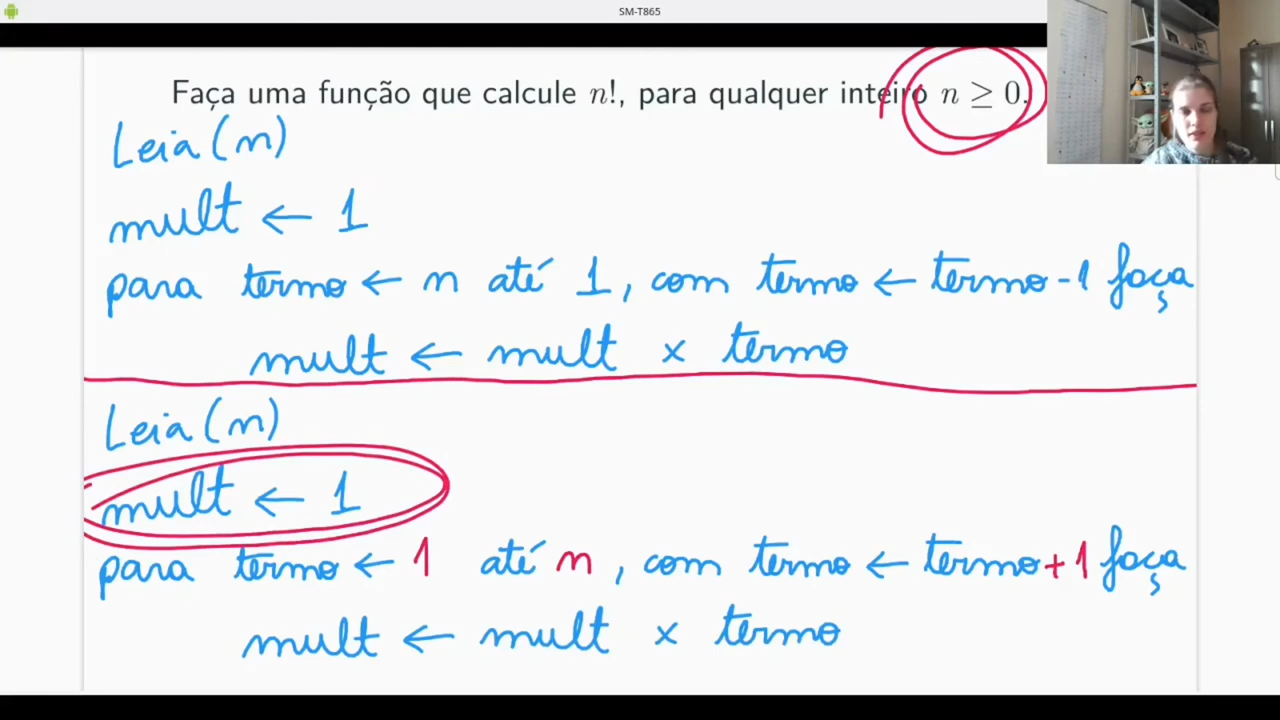 SM-T865
Faça uma função que calcule n!, para qualquer inteiro n ≥ 0.
Leia (n)
mult ← 1
para termo ← n até 1, com termo ← termo - 1 faça
mult ← mult x termo
Leia (n)
mult ← 1
para termo ← 1 até n, com termo ← termo + 1 faça
mult ← mult x termo